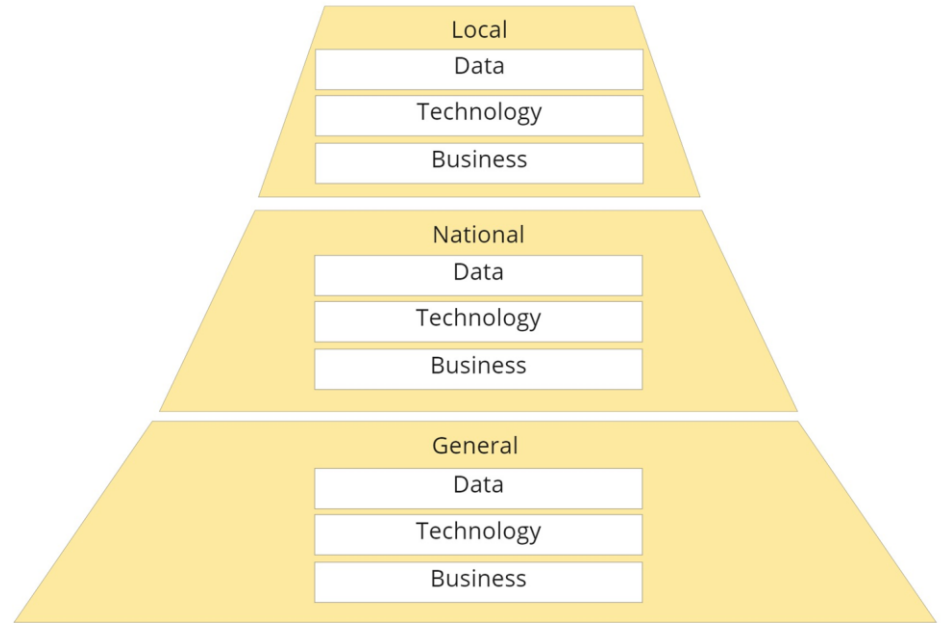 Local
Data
Technology
Business
National
Data
Technology
Business
General
Data
Technology
Business